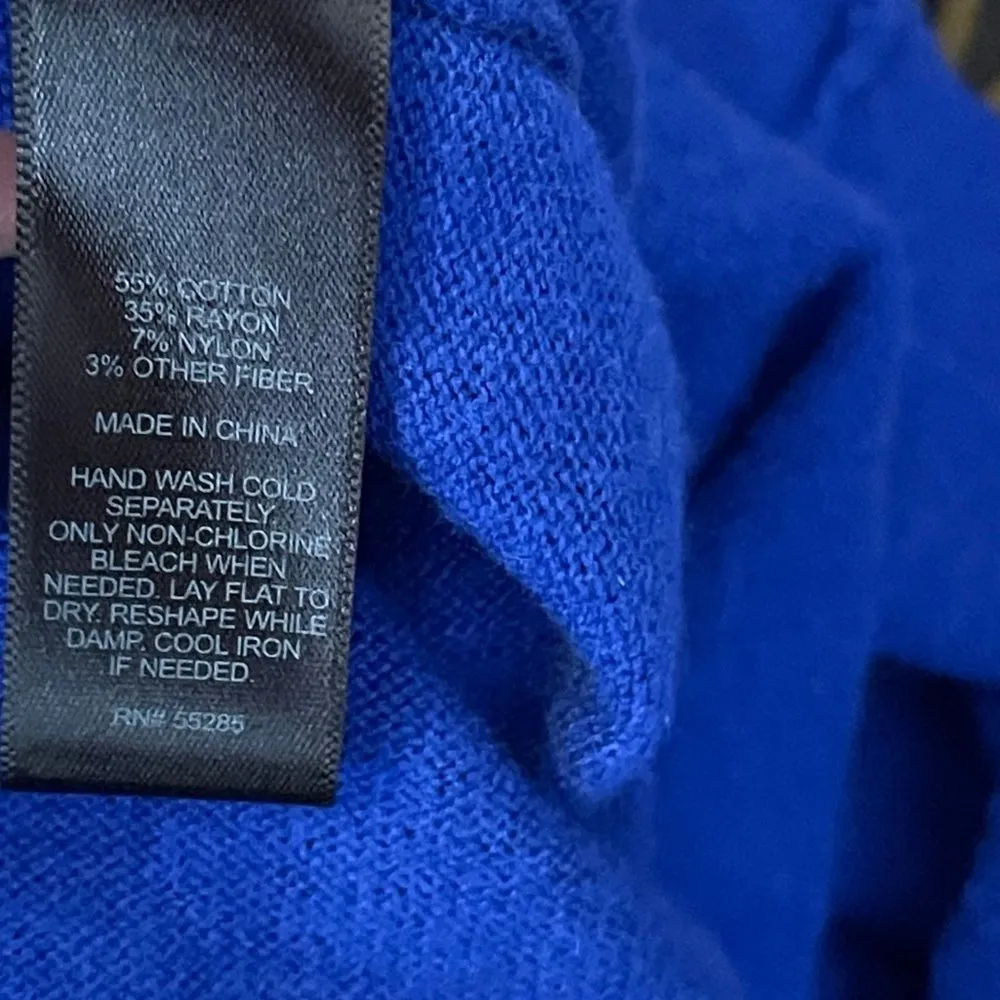 55% COTTON
35% RAYON
7% NYLON
3% OTHER FIBER
MADE IN CHINA
HAND WASH COLD
SEPARATELY
ONLY NON-CHLORINE
BLEACH WHEN
NEEDED. LAY FLAT TO
DRY. RESHAPE WHILE
DAMP. COOL IRON
IF NEEDED.
RN# 55285